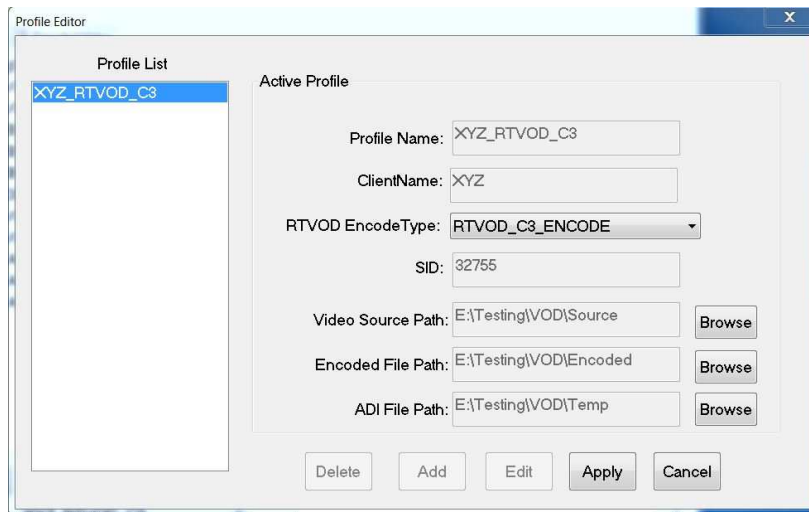 Profile Editor
X
Profile List
XYZ_RTVOD_C3
Active Profile
Profile Name: XYZ_RTVOD_C3
ClientName: XYZ
RTVOD EncodeType: RTVOD_C3_ENCODE
SID: 32755
Video Source Path: E:\Testing\VOD\Source Browse
Encoded File Path: E:\Testing\VOD\Encoded Browse
ADI File Path: E:\Testing\VOD\Temp Browse
Delete Add Edit Apply Cancel